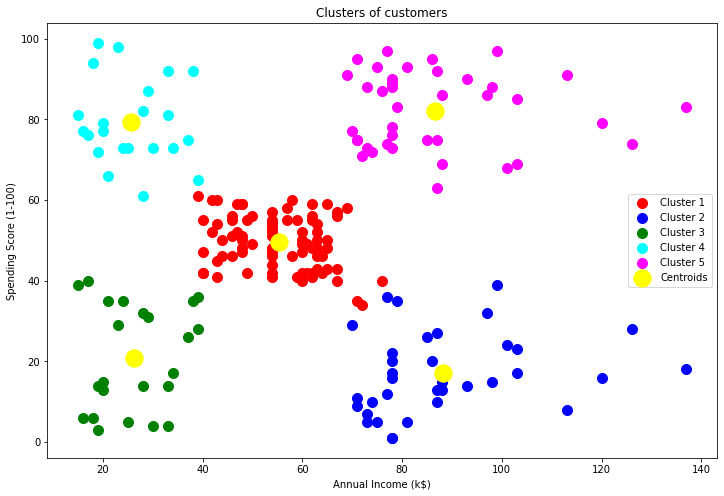 Clusters of customers
100
80
60
40
20
0
Spending Score (1-100)
Cluster 1
Cluster 2
Cluster 3
Cluster 4
Cluster 5
Centroids
20 40 60 80 100 120 140
Annual Income (k$)